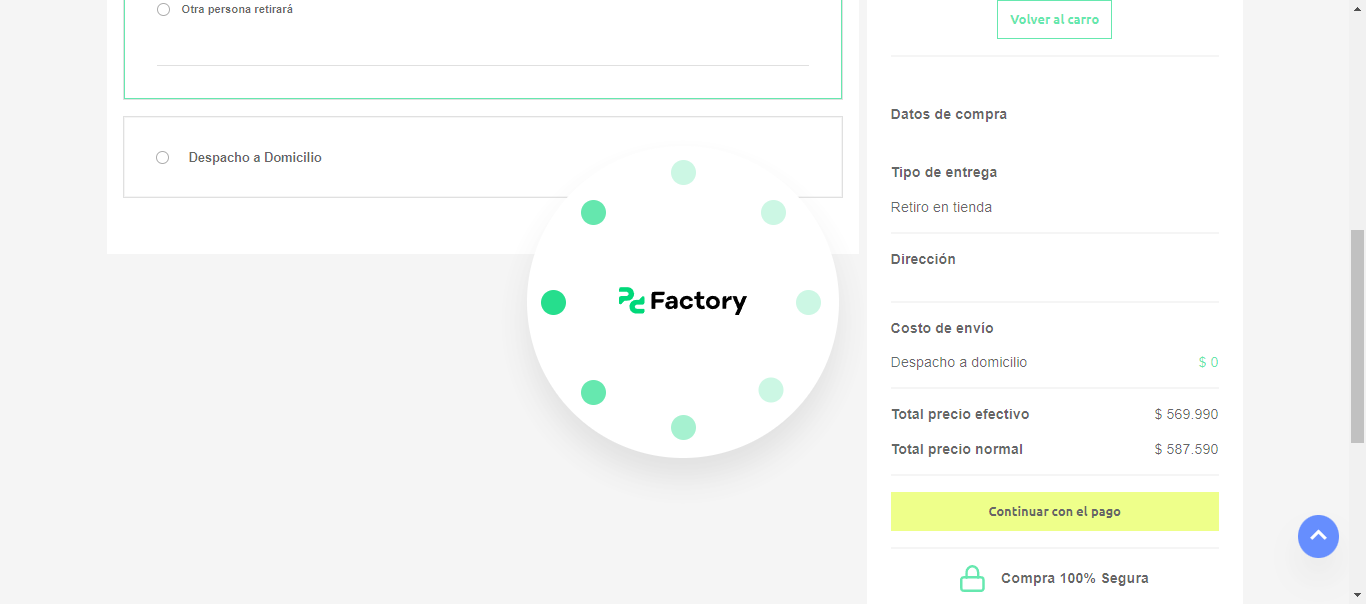 Otra persona retirará
Despacho a Domicilio
Factory
Volver al carro
Datos de compra
Tipo de entrega
Retiro en tienda
Dirección
Costo de envío
Despacho a domicilio $ 0
Total precio efectivo $ 569.990
Total precio normal $ 587.590
Continuar con el pago
Compra 100% Segura